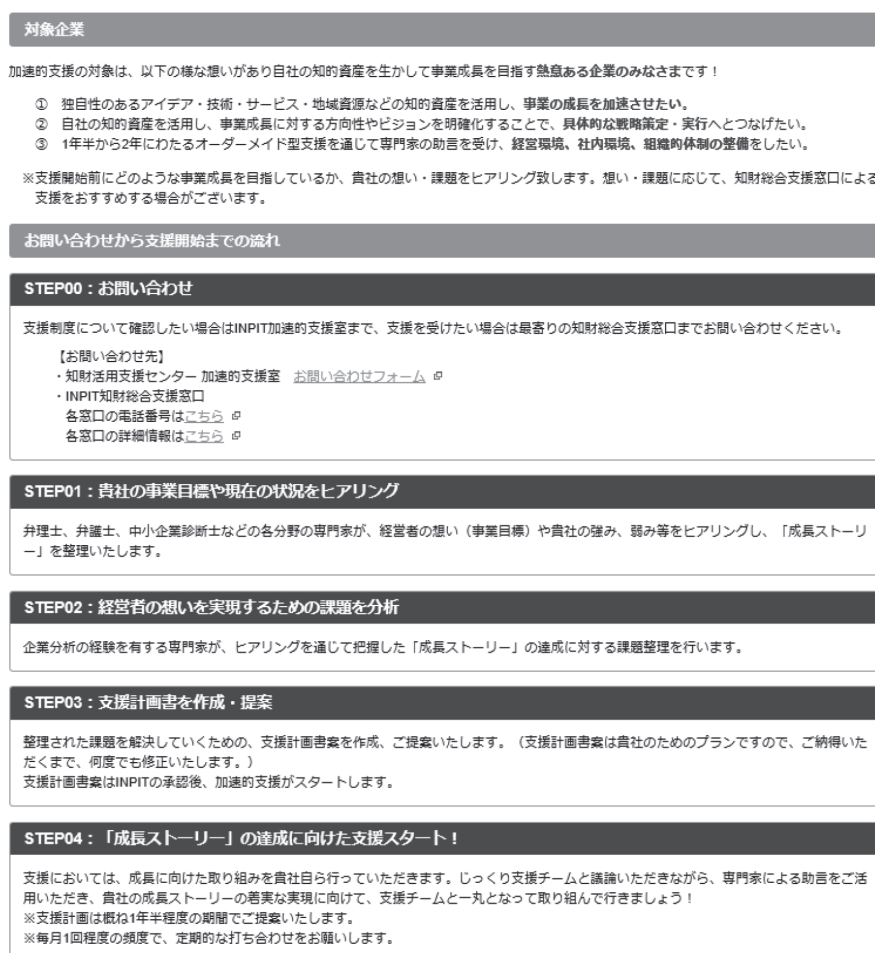 対象企業
加速的支援の対象は、以下の様な想いがあり自社の知的資産を生かして事業成長を目指す熱意ある企業のみなさまです！
① 独自性のあるアイデア・技術・サービス・地域資源などの知的資産を活用し、事業の成長を加速させたい。
② 自社の知的資産を活用し、事業成長に対する方向性やビジョンを明確化することで、具体的な戦略策定・実行へとつなげたい。
③ 1年半から2年にわたるオーダーメイド型支援を通じて専門家の助言を受け、経営環境、社内環境、組織的体制の整備をしたい。
※支援開始前にどのような事業成長を目指しているか、貴社の想い・課題をヒアリング致します。想い・課題に応じて、知財総合支援窓口による
支援をおすすめする場合がございます。
お問い合わせから支援開始までの流れ
STEP00：お問い合わせ
支援制度について確認したい場合はINPIT加速的支援室まで、支援を受けたい場合は最寄りの知財総合支援窓口までお問い合わせください。
【お問い合わせ先】
・知財活用支援センター 加速的支援室 お問い合わせフォーム
・INPIT知財総合支援窓口
各窓口の電話番号はこちら
各窓口の詳細情報はこちら
STEP01：貴社の事業目標や現在の状況をヒアリング
弁理士、弁護士、中小企業診断士などの各分野の専門家が、経営者の想い（事業目標）や貴社の強み、弱み等をヒアリングし、「成長ストーリ
ー」を整理いたします。
STEP02：経営者の想いを実現するための課題を分析
企業分析の経験を有する専門家が、ヒアリングを通じて把握した「成長ストーリー」の達成に対する課題整理を行います。
STEP03：支援計画書を作成・提案
整理された課題を解決していくための、支援計画書案を作成、ご提案いたします。（支援計画書案は貴社のためのプランですので、ご納得いた
だくまで、何度でも修正いたします。）
支援計画書案はINPITの承認後、加速的支援がスタートします。
STEP04：「成長ストーリー」の達成に向けた支援スタート！
支援においては、成長に向けた取り組みを貴社自ら行っていただきます。じっくり支援チームと議論いただきながら、専門家による助言をご活
用いただき、貴社の成長ストーリーの着実な実現に向けて、支援チームと一丸となって取り組んで行きましょう！
※支援計画は概ね1年半程度の期間でご提案いたします。
※毎月1回程度の頻度で、定期的な打ち合わせをお願いします。